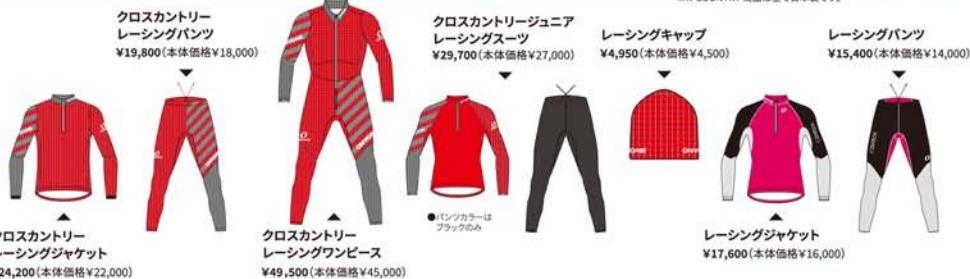 クロスカントリー
レーシングパンツ
¥19,800(本体価格¥18,000)
クロスカントリージュニア
レーシングスーツ
¥29,700(本体価格¥27,000)
レーシングキャップ
¥4,950(本体価格¥4,500)
レーシングパンツ
¥15,400(本体価格¥14,000)
●パンツカラーは
ブラックのみ
クロスカントリー
レーシングジャケット
24,200(本体価格¥22,000)
クロスカントリー
レーシングワンピース
¥49,500(本体価格¥45,000)
レーシングジャケット
¥17,600(本体価格¥16,000)